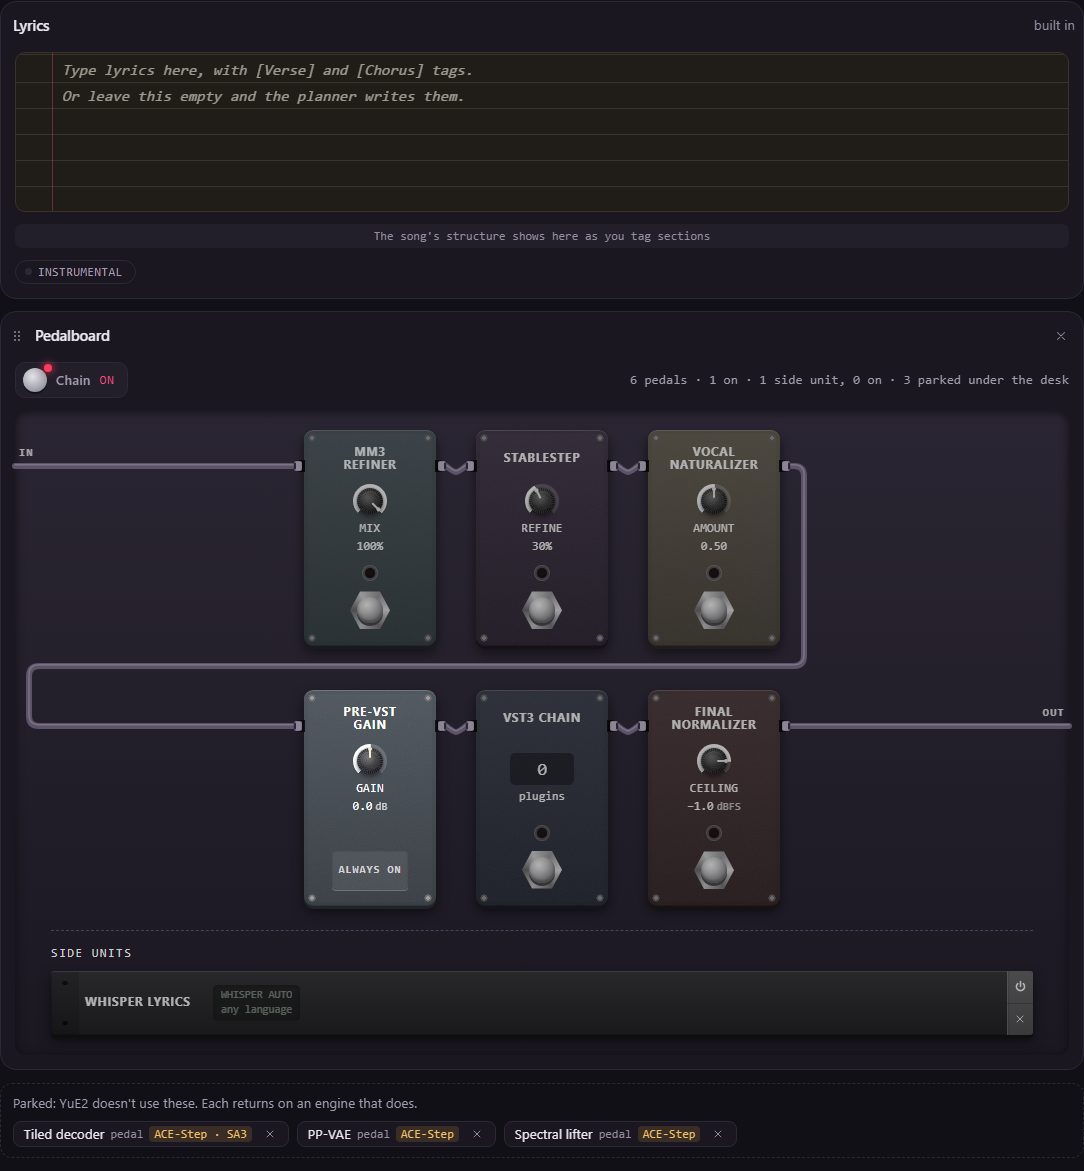 Lyrics
built in
Type lyrics here, with [Verse] and [Chorus] tags.
Or leave this empty and the planner writes them.
The song's structure shows here as you tag sections
INSTRUMENTAL
Pedalboard
Chain ON
6 pedals · 1 on · 1 side unit, 0 on · 3 parked under the desk
IN
MM3
REFINER
MIX
100%
STABLESTEP
REFINE
30%
VOCAL
NATURALIZER
AMOUNT
0.50
PRE-VST
GAIN
GAIN
0.0 dB
ALWAYS ON
VST3 CHAIN
0
plugins
FINAL
NORMALIZER
CEILING
−1.0 dBFS
OUT
SIDE UNITS
WHISPER LYRICS
WHISPER AUTO
any language
Parked: YuE2 doesn't use these. Each returns on an engine that does.
Tiled decoder pedal ACE-Step · SA3
PP-VAE pedal ACE-Step
Spectral lifter pedal ACE-Step